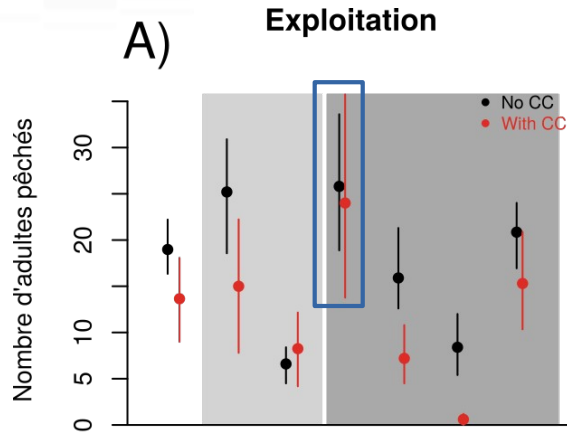 Exploitation
A)
No CC
With CC
Nombre d'adultes pêchés
30
20
10
5
0